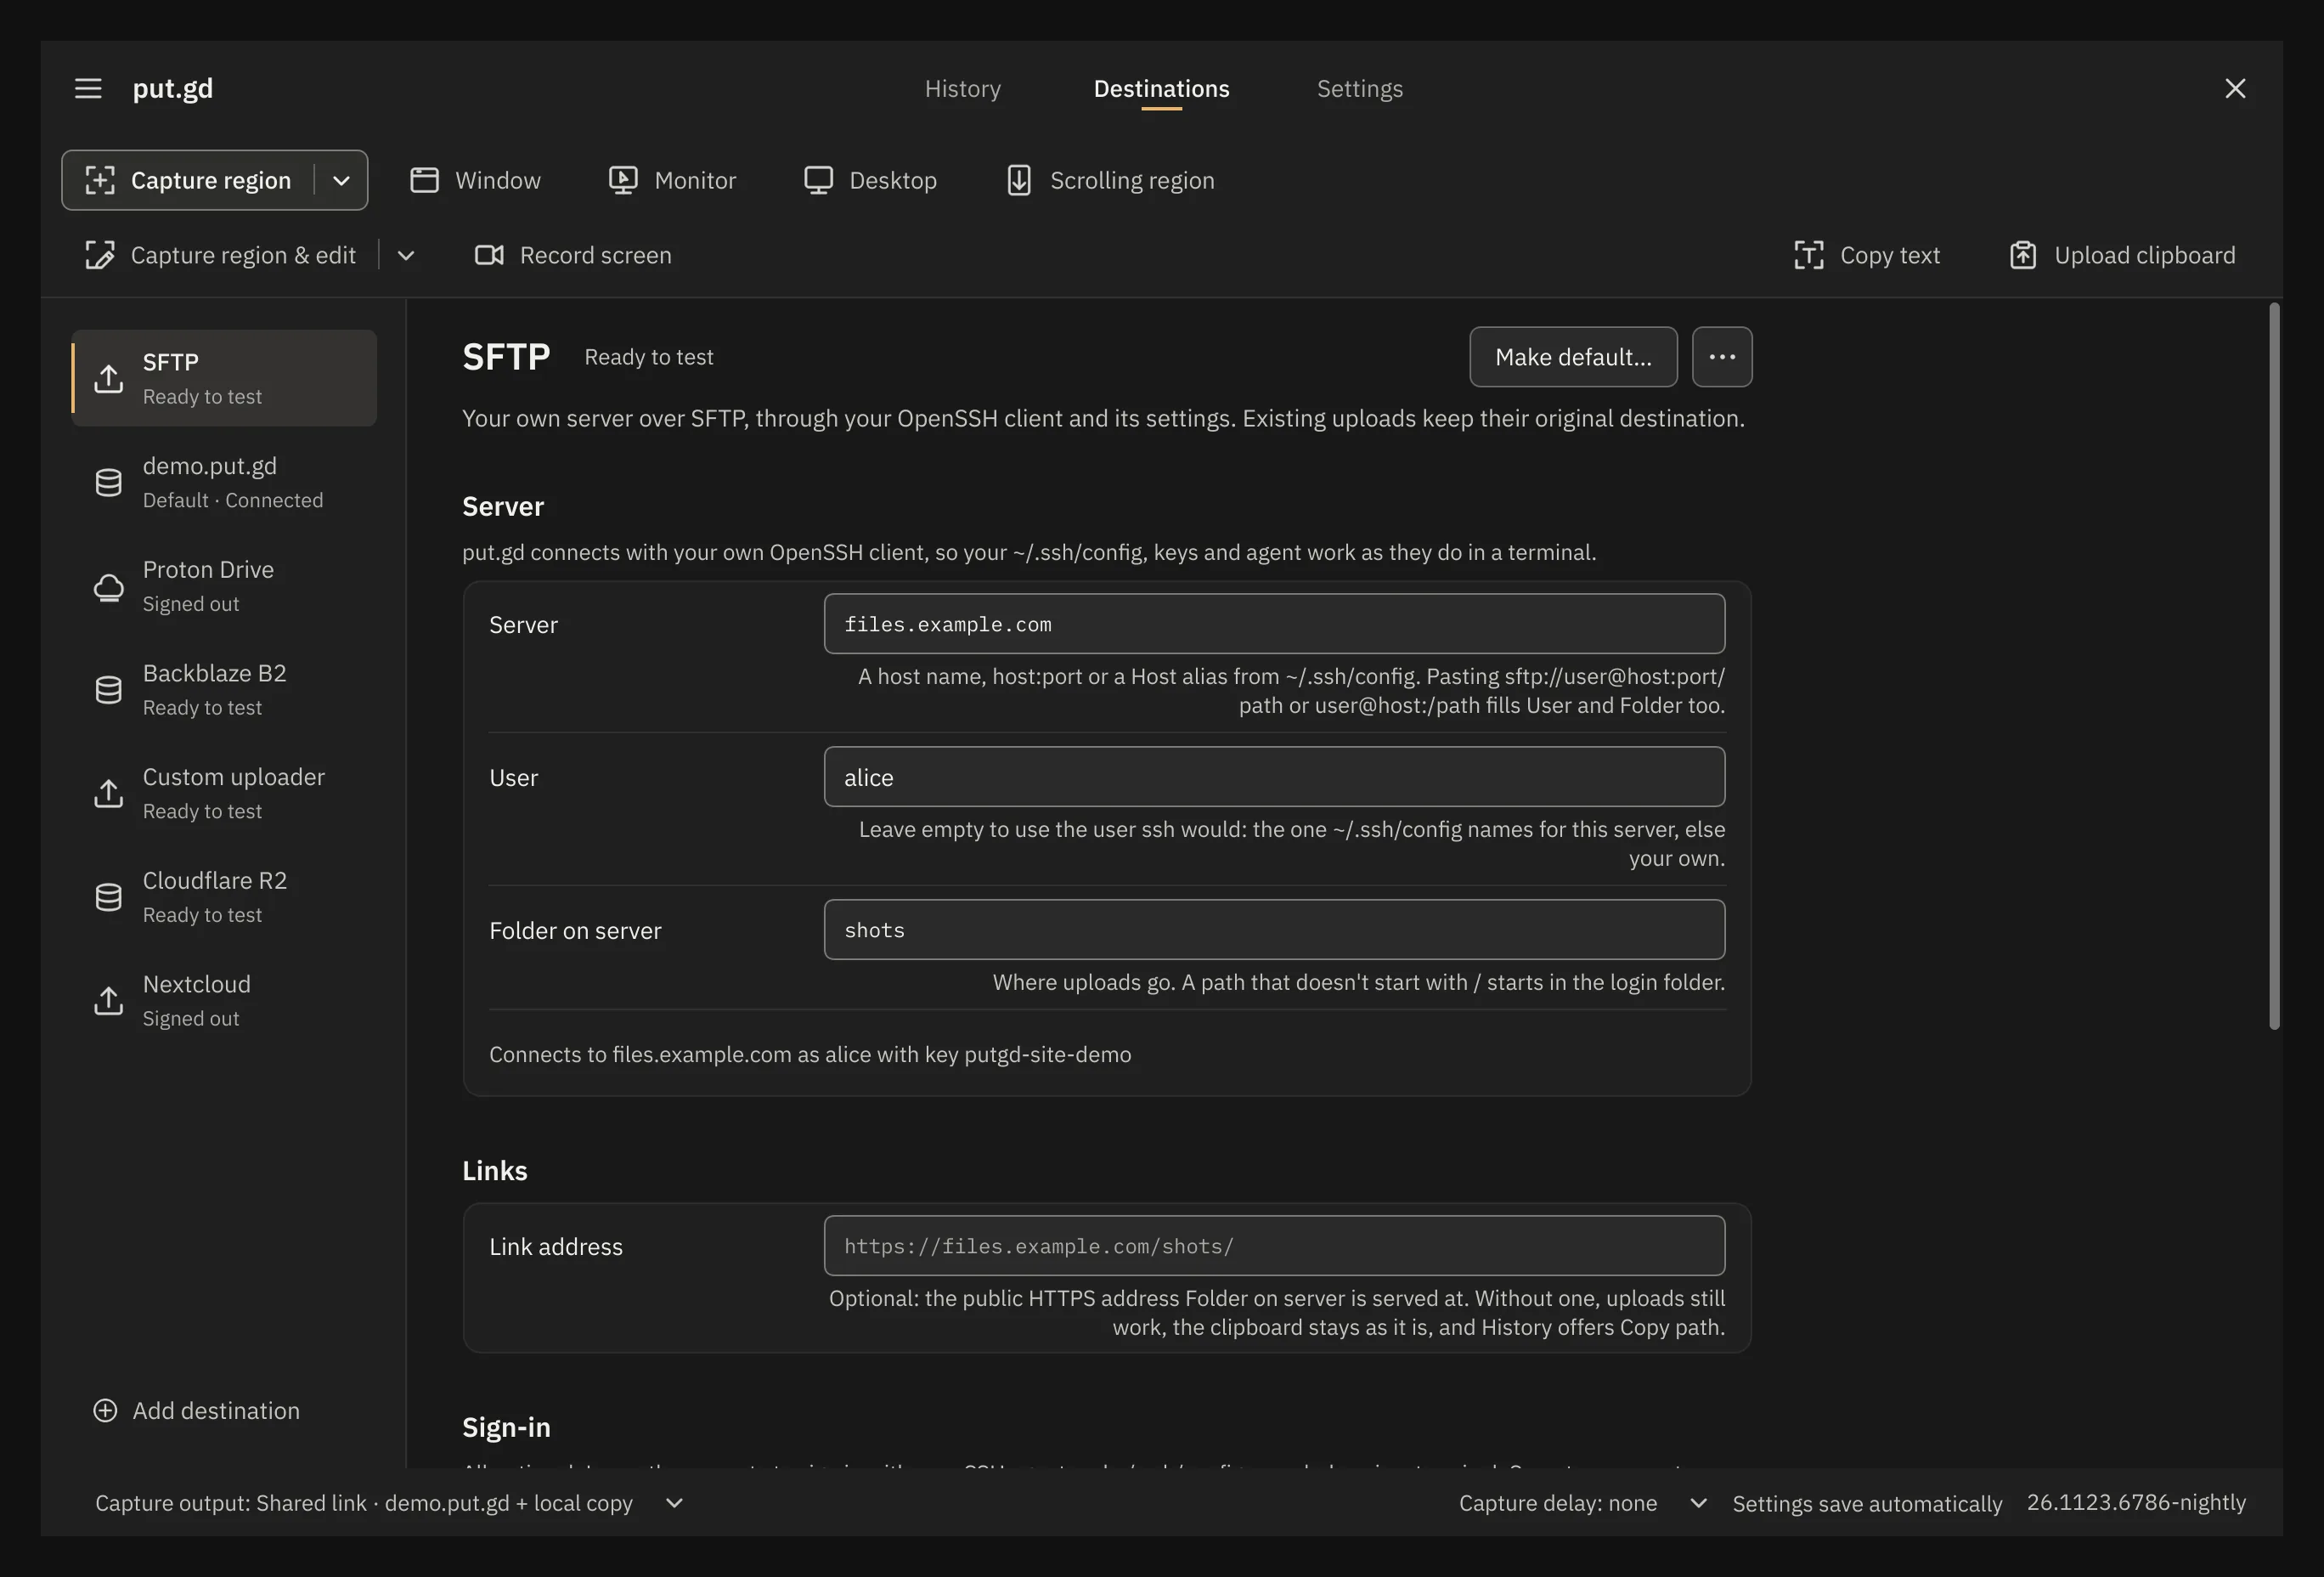 put.gd
History
Destinations
Settings
Capture region
Window
Monitor
Desktop
Scrolling region
Capture region & edit
Record screen
Copy text
Upload clipboard
SFTP
Ready to test
demo.put.gd
Default · Connected
Proton Drive
Signed out
Backblaze B2
Ready to test
Custom uploader
Ready to test
Cloudflare R2
Ready to test
Nextcloud
Signed out
Add destination
SFTP
Ready to test
Make default...
Your own server over SFTP, through your OpenSSH client and its settings. Existing uploads keep their original destination.
Server
put.gd connects with your own OpenSSH client, so your ~/.ssh/config, keys and agent work as they do in a terminal.
Server
files.example.com
A host name, host:port or a Host alias from ~/.ssh/config. Pasting sftp://user@host:port/
path or user@host:/path fills User and Folder too.
User
alice
Leave empty to use the user ssh would: the one ~/.ssh/config names for this server, else
your own.
Folder on server
shots
Where uploads go. A path that doesn't start with / starts in the login folder.
Connects to files.example.com as alice with key putgd-site-demo
Links
Link address
https://files.example.com/shots/
Optional: the public HTTPS address Folder on server is served at. Without one, uploads still
work, the clipboard stays as it is, and History offers Copy path.
Sign-in
Capture output: Shared link · demo.put.gd + local copy
Capture delay: none
Settings save automatically
26.1123.6786-nightly